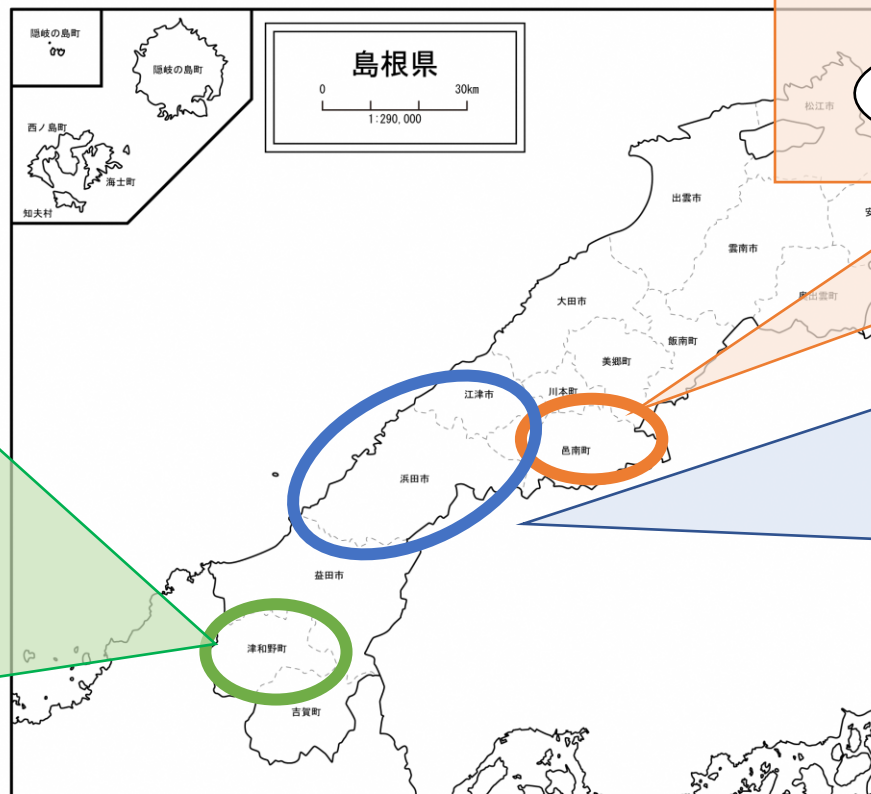 隠岐の島町
隠岐の島町
西ノ島町
海士町
知夫村
島根県
0
30km
1:290,000
松江市
出雲市
安
雲南市
奥出雲町
大田市
飯南町
美郷町
川本町
江津市
邑南町
浜田市
益田市
津和野町
吉賀町